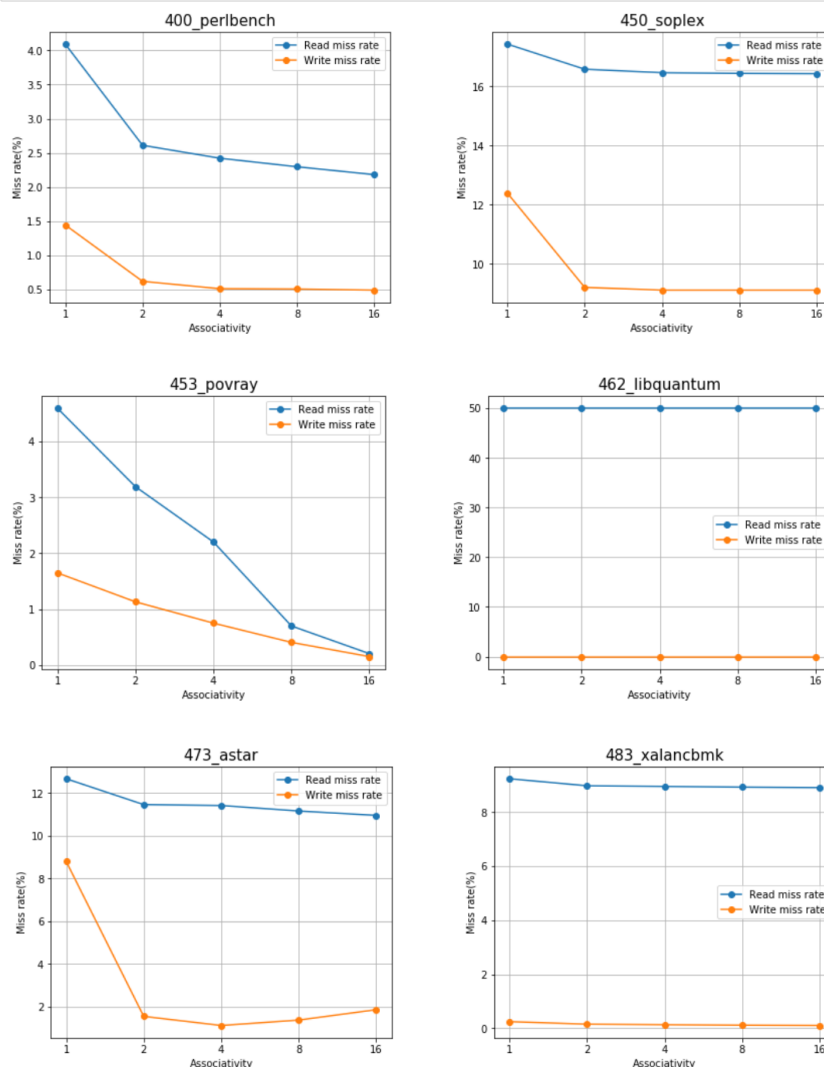 400_perlbench
Read miss rate
Write miss rate
4.0
3.5
3.0
2.5
2.0
1.5
1.0
0.5
Miss rate(%)
1 2 4 8 16
Associativity
450_soplex
Read miss rate
Write miss rate
16
14
12
10
Miss rate(%)
1 2 4 8 16
Associativity
453_povray
Read miss rate
Write miss rate
4
3
2
1
0
Miss rate(%)
1 2 4 8 16
Associativity
462_libquantum
50
40
30
20
10
0
Read miss rate
Write miss rate
Miss rate(%)
1 2 4 8 16
Associativity
473_astar
Read miss rate
Write miss rate
12
10
8
6
4
2
Miss rate(%)
1 2 4 8 16
Associativity
483_xalancbmk
8
6
4
2
0
Read miss rate
Write miss rate
Miss rate(%)
1 2 4 8 16
Associativity